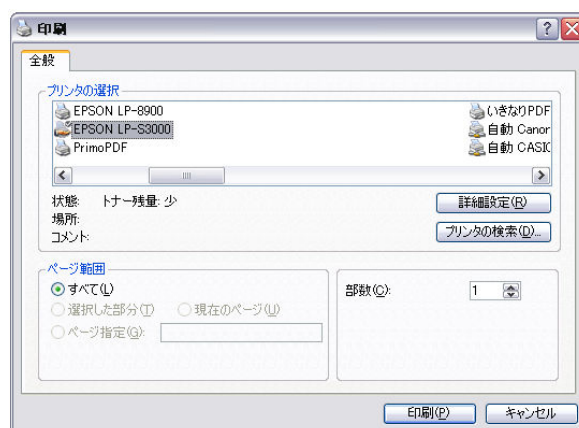 印刷
全般
プリンタの選択
EPSON LP-8900
EPSON LP-S3000
PrimoPDF
いきなりPDF
自動 Canor
自動 CASIC
状態: トナー残量: 少
場所:
コメント:
詳細設定(R)
プリンタの検索(D)...
ページ範囲
すべて(L)
選択した部分(T) 現在のページ(U)
ページ指定(G):
部数(C): 1
印刷(P) キャンセル